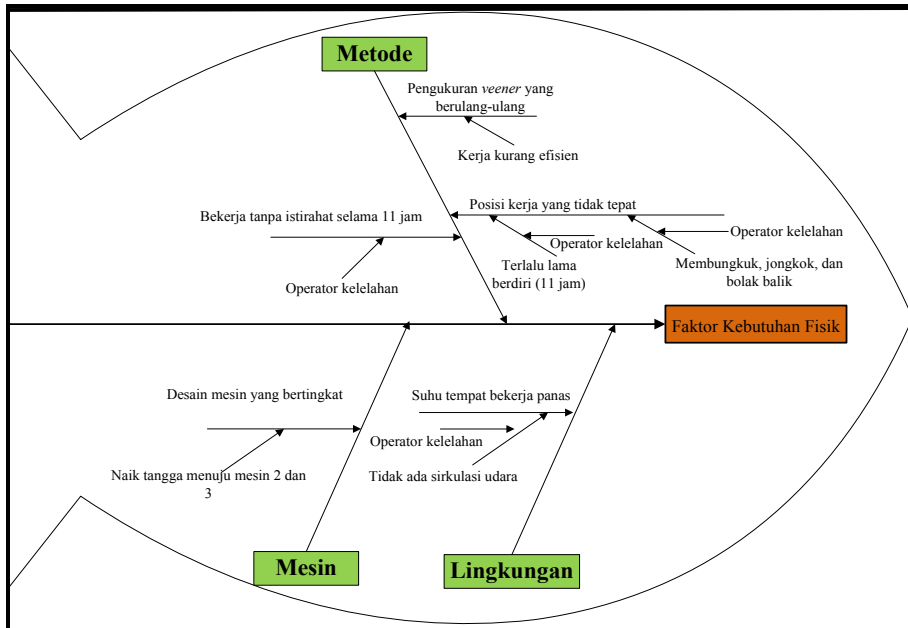 Metode
Pengukuran veener yang
berulang-ulang
Kerja kurang efisien
Bekerja tanpa istirahat selama 11 jam
Operator kelelahan
Posisi kerja yang tidak tepat
Operator kelelahan
Terlalu lama
berdiri (11 jam)
Operator kelelahan
Membungkuk, jongkok, dan
bolak balik
Faktor Kebutuhan Fisik
Desain mesin yang bertingkat
Naik tangga menuju mesin 2 dan
3
Suhu tempat bekerja panas
Operator kelelahan
Tidak ada sirkulasi udara
Mesin
Lingkungan